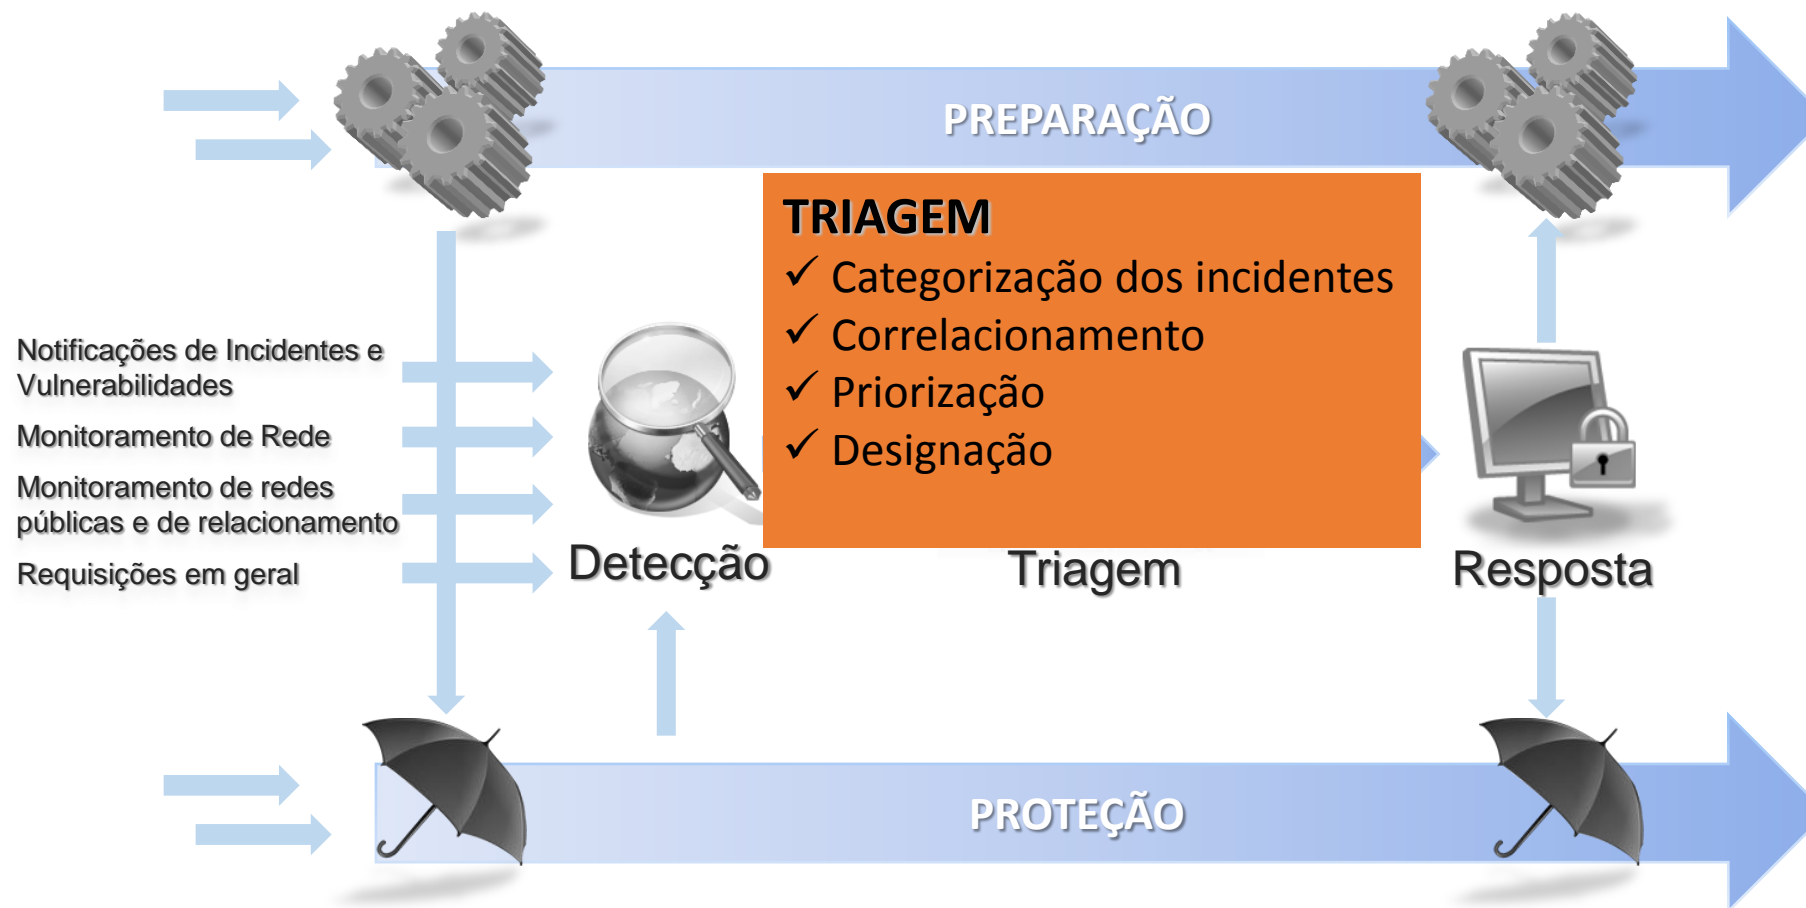 PREPARAÇÃO
TRIAGEM
✓ Categorização dos incidentes
✓ Correlacionamento
✓ Priorização
✓ Designação
Notificações de Incidentes e
Vulnerabilidades
Monitoramento de Rede
Monitoramento de redes
públicas e de relacionamento
Requisições em geral
Detecção
Triagem
Resposta
PROTEÇÃO